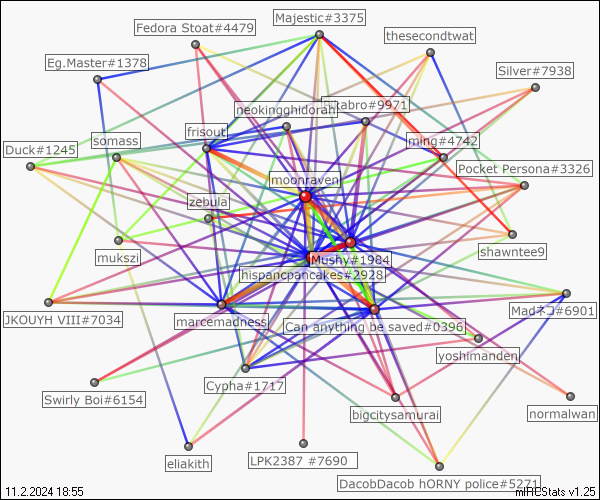 Majestic#3375
Fedora Stoat#4479
thesecondtwat
Eg.Master#1378
Silver#7938
neokingghidorah
#9971
frisout
somass
ming#4742
Duck#1245
Pocket Persona#3326
moonraven
zebula
mukszi
shawntee9
Mushy#1984
hispancpancakes#2928
JKOUYH VIII#7034
marcemadness
Can anything be saved#0396
Madネコ#6901
yoshimanden
Cypha#1717
Swirly Boi#6154
bigcitysamurai
normalwan
eliakith
LPK2387 #7690
DacobDacob hORNY police#5271
11.2.2024 18:55
mIRCStats v1.25